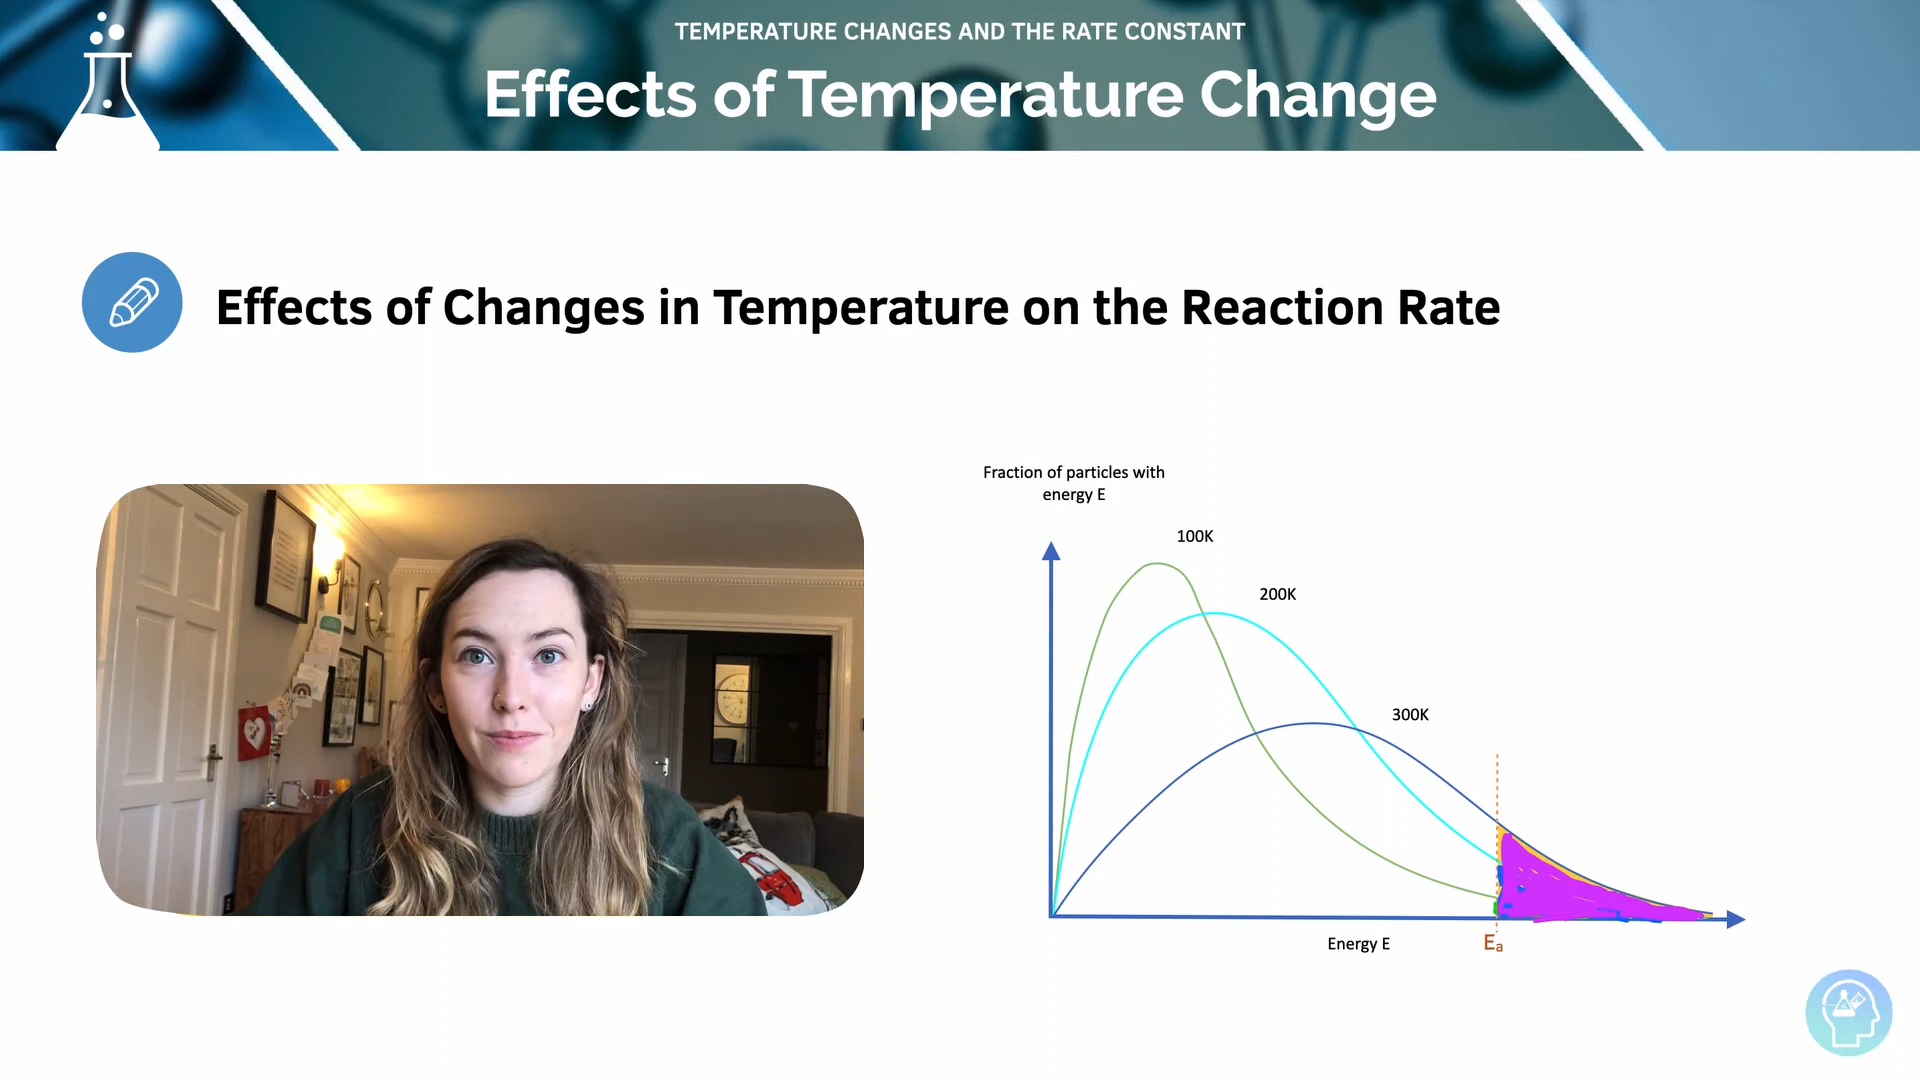 TEMPERATURE CHANGES AND THE RATE CONSTANT
Effects of Temperature Change
Effects of Changes in Temperature on the Reaction Rate
Fraction of particles with
energy E
100K
200K
300K
Energy E
Ea